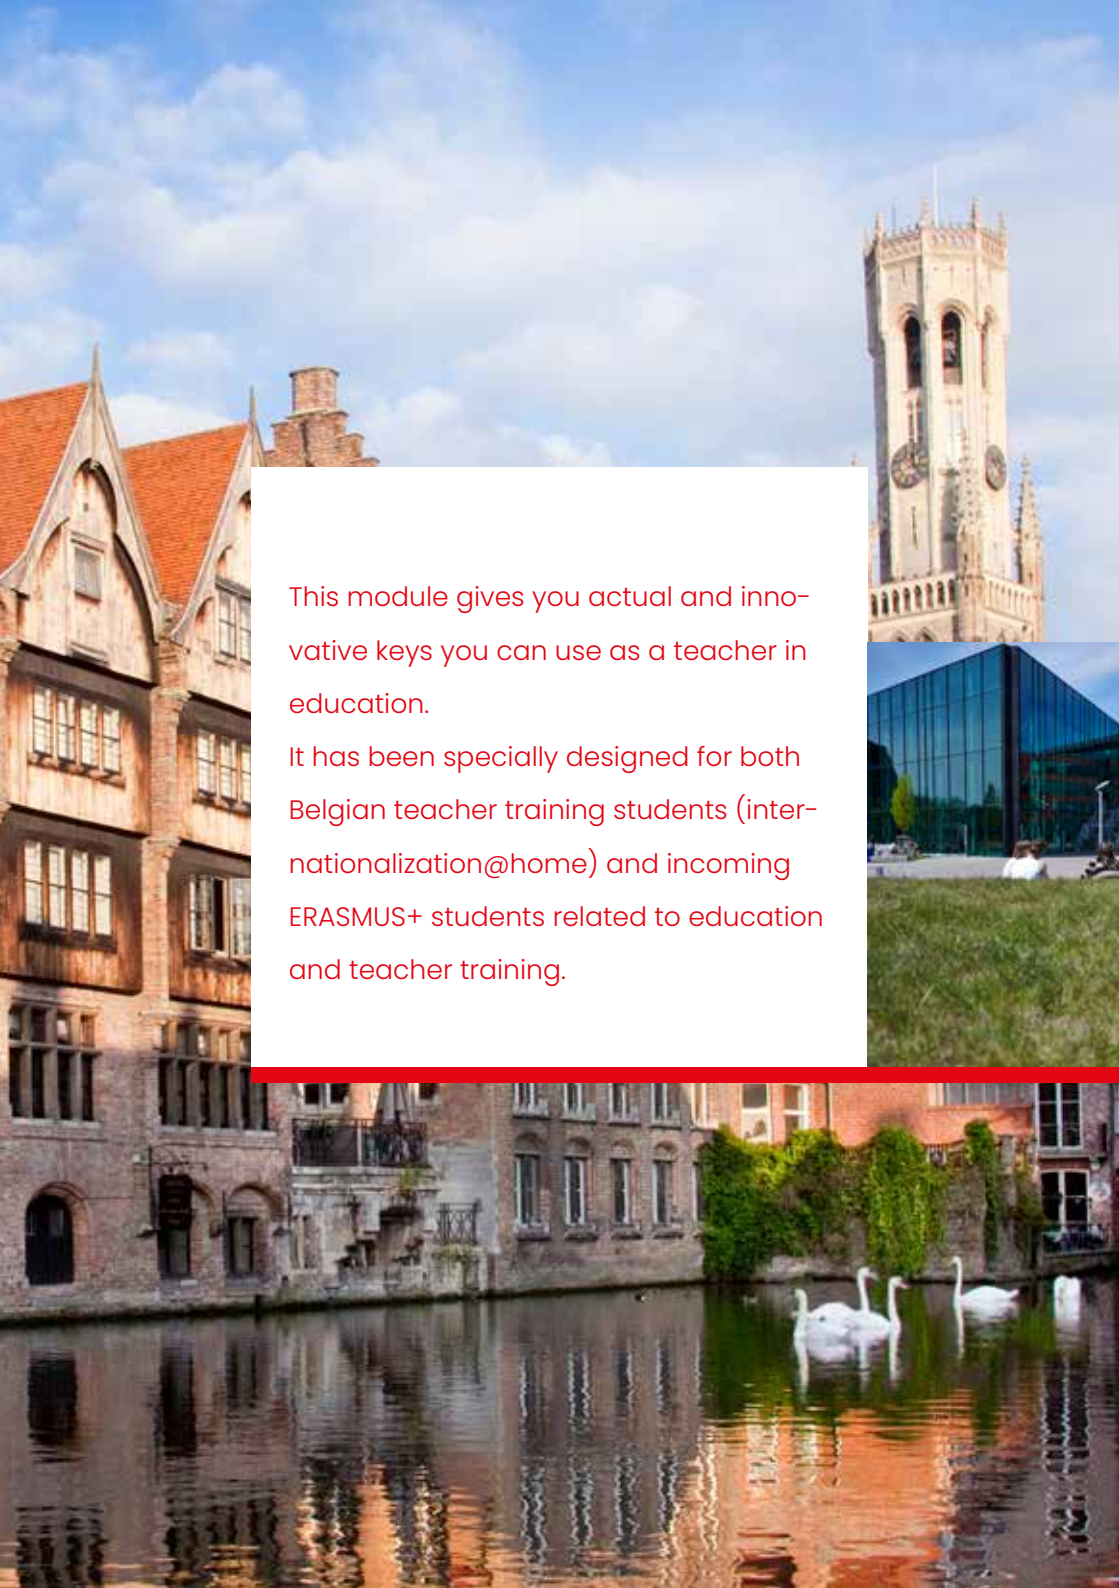 This module gives you actual and inno-
vative keys you can use as a teacher in
education.
It has been specially designed for both
Belgian teacher training students (inter-
nationalization@home) and incoming
ERASMUS+ students related to education
and teacher training.